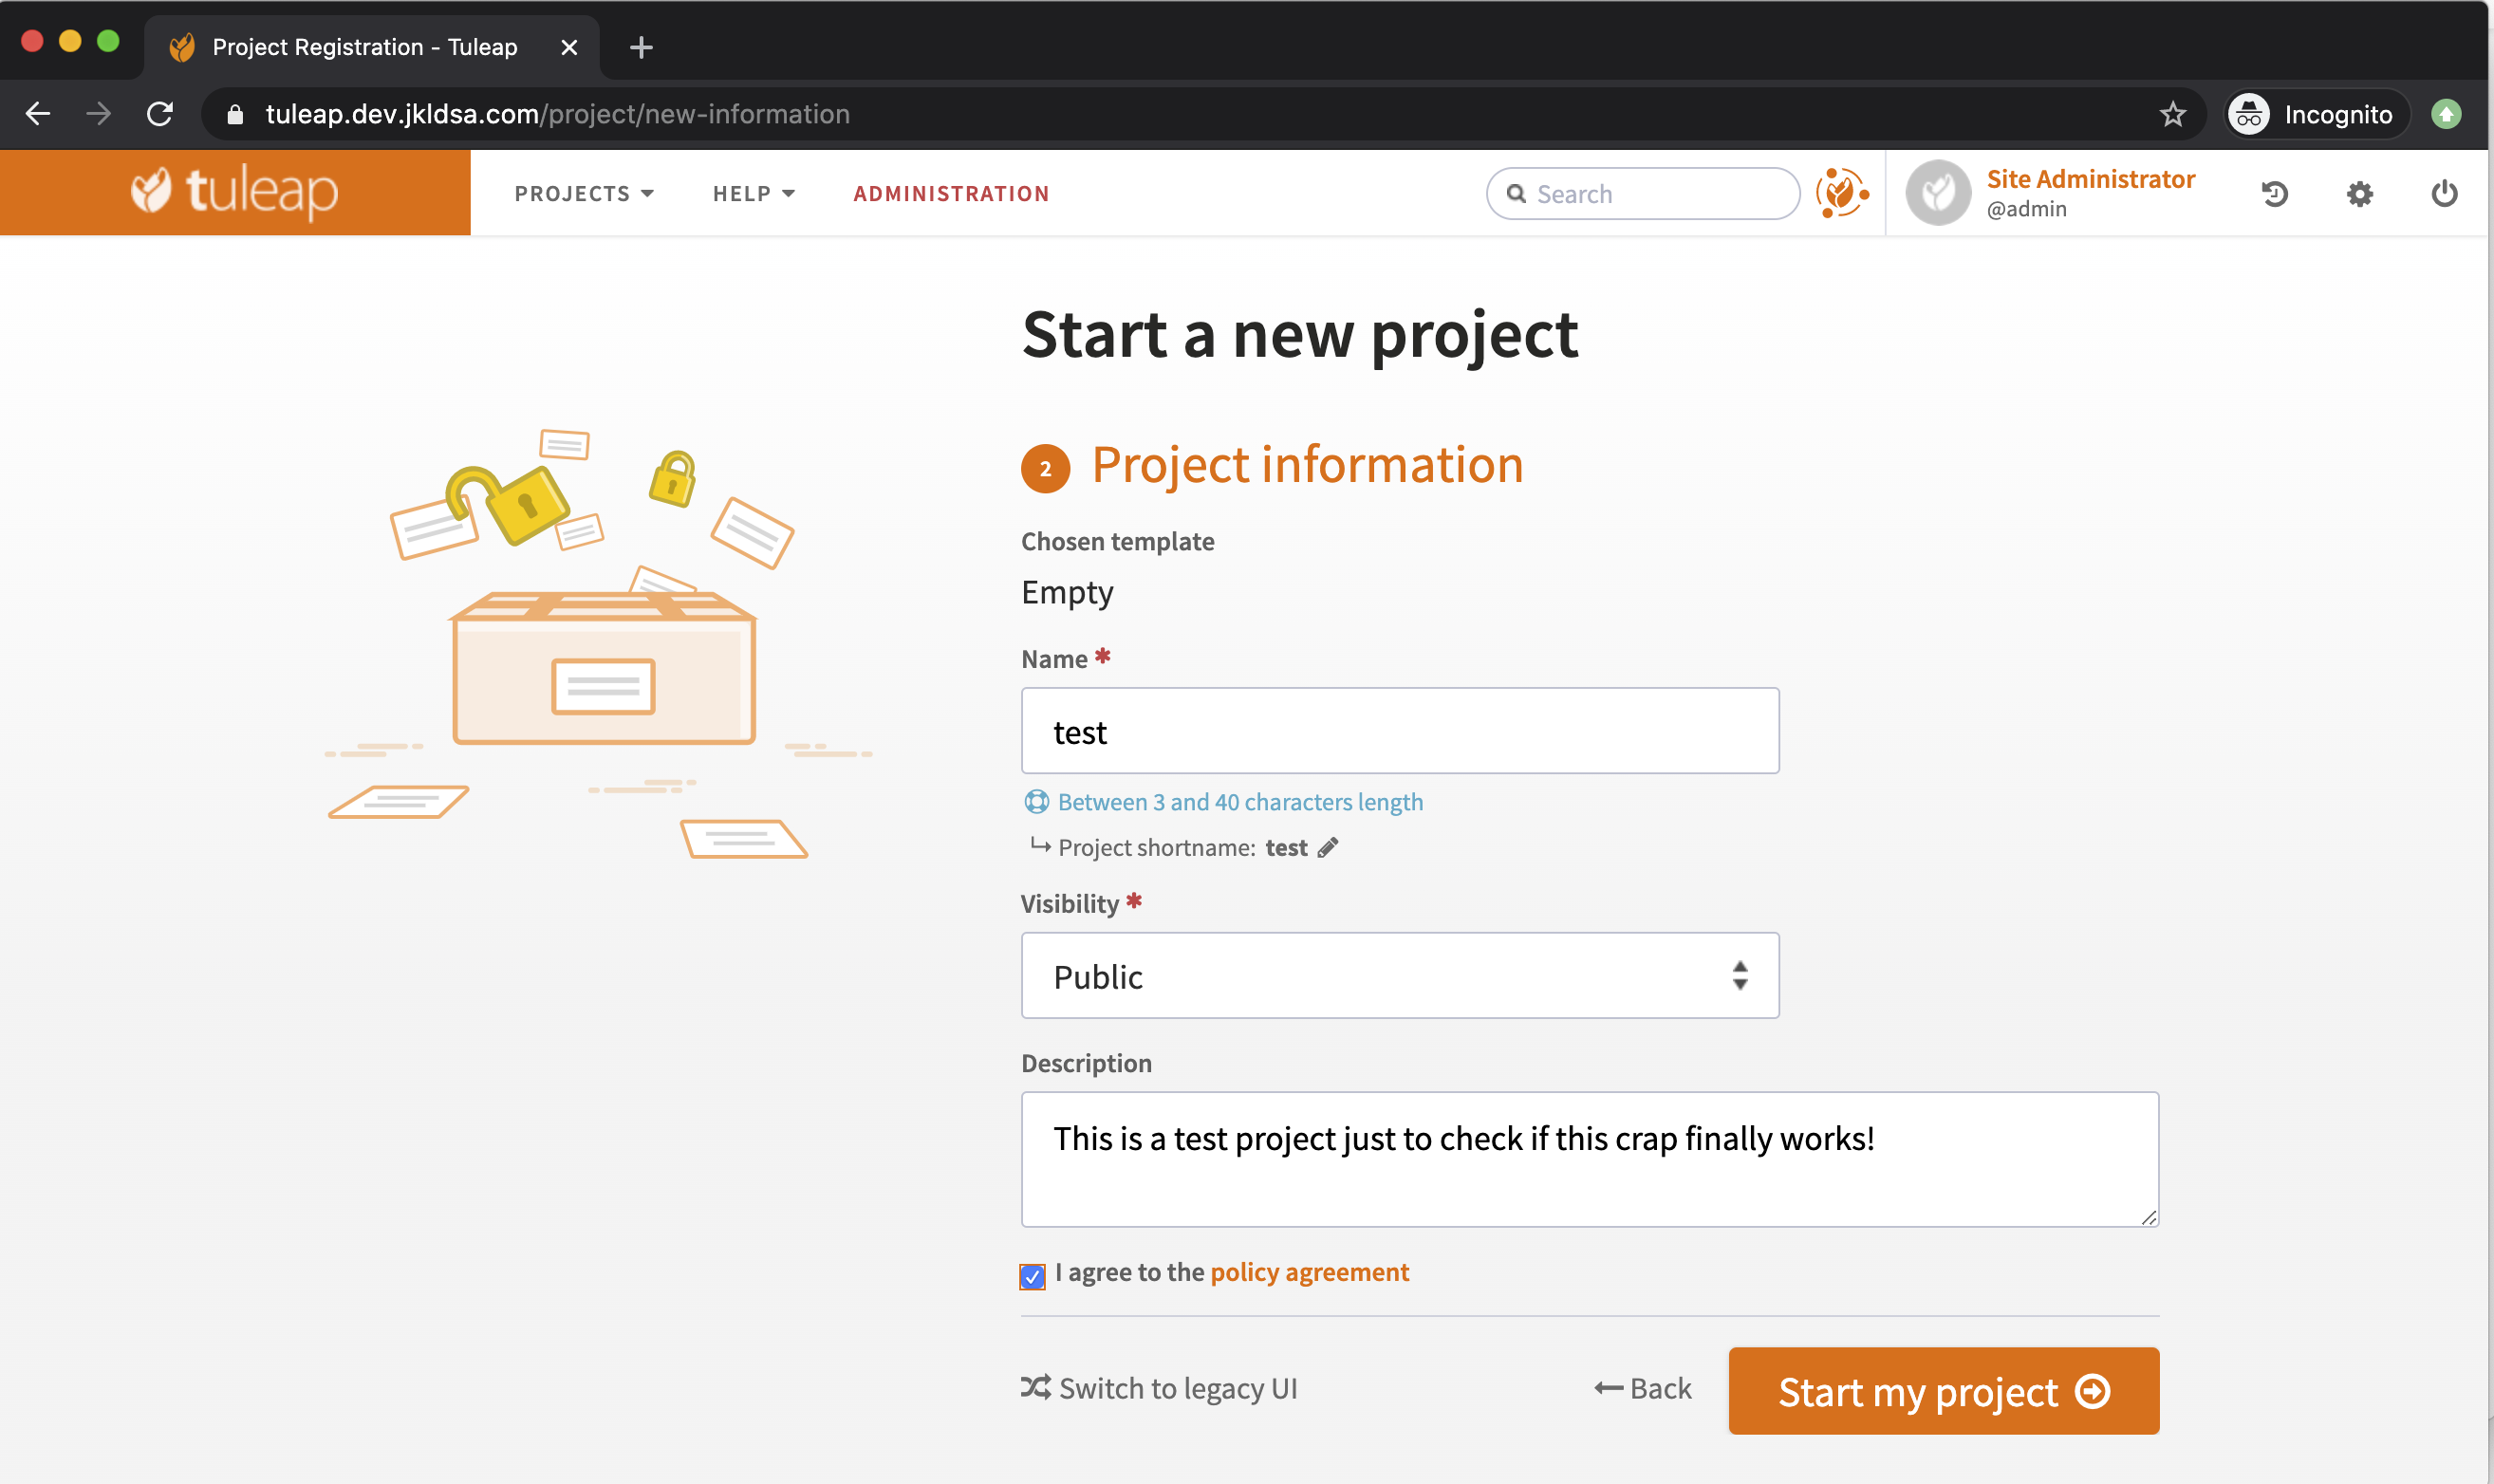 Project Registration - Tuleap
tuleap.dev.jkldsa.com/project/new-information
Incognito
tuleap
PROJECTS
HELP
ADMINISTRATION
Search
Site Administrator
@admin
Start a new project
2 Project information
Chosen template
Empty
Name *
test
Between 3 and 40 characters length
Project shortname: test
Visibility *
Public
Description
This is a test project just to check if this crap finally works!
I agree to the policy agreement
Switch to legacy UI
Back
Start my project